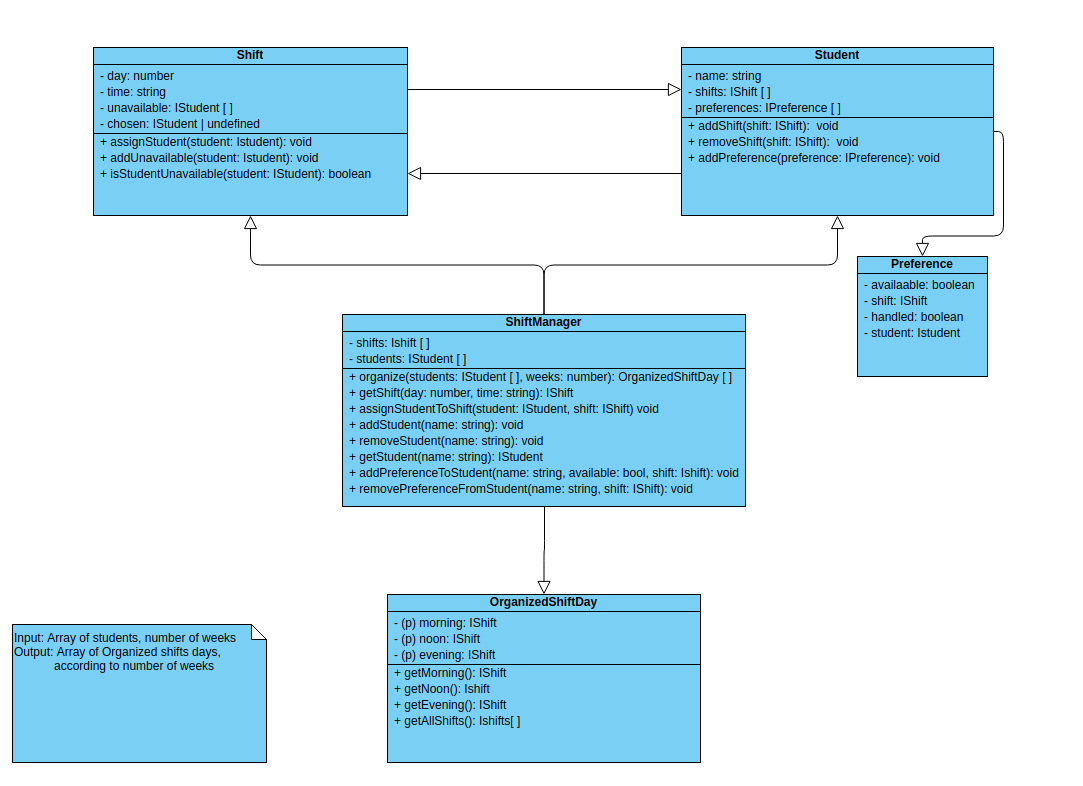 Shift
- day: number
- time: string
- unavailable: IStudent [ ]
- chosen: IStudent | undefined
+ assignStudent(student: Istudent): void
+ addUnavailable(student: Istudent): void
+ isStudentUnavailable(student: IStudent): boolean
Student
- name: string
- shifts: IShift [ ]
- preferences: IPreference [ ]
+ addShift(shift: IShift): void
+ removeShift(shift: IShift): void
+ addPreference(preference: IPreference): void
Preference
- availaable: boolean
- shift: IShift
- handled: boolean
- student: Istudent
ShiftManager
- shifts: Ishift [ ]
- students: IStudent [ ]
+ organize(students: IStudent [ ], weeks: number): OrganizedShiftDay [ ]
+ getShift(day: number, time: string): IShift
+ assignStudentToShift(student: IStudent, shift: IShift) void
+ addStudent(name: string): void
+ removeStudent(name: string): void
+ getStudent(name: string): IStudent
+ addPreferenceToStudent(name: string, available: bool, shift: Ishift): void
+ removePreferenceFromStudent(name: string, shift: IShift): void
OrganizedShiftDay
- (p) morning: IShift
- (p) noon: IShift
- (p) evening: IShift
+ getMorning(): IShift
+ getNoon(): Ishift
+ getEvening(): IShift
+ getAllShifts(): Ishifts[ ]
Input: Array of students, number of weeks
Output: Array of Organized shifts days,
according to number of weeks